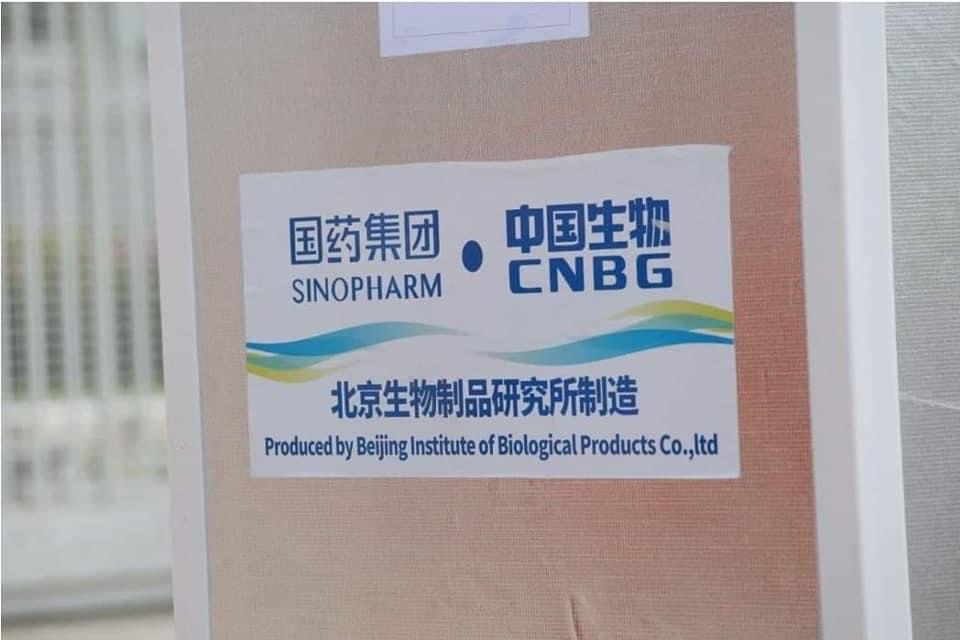 国药集团 • 中国生物
SINOPHARM CNBG
北京生物制品研究所制造
Produced by Beijing Institute of Biological Products Co.,ltd